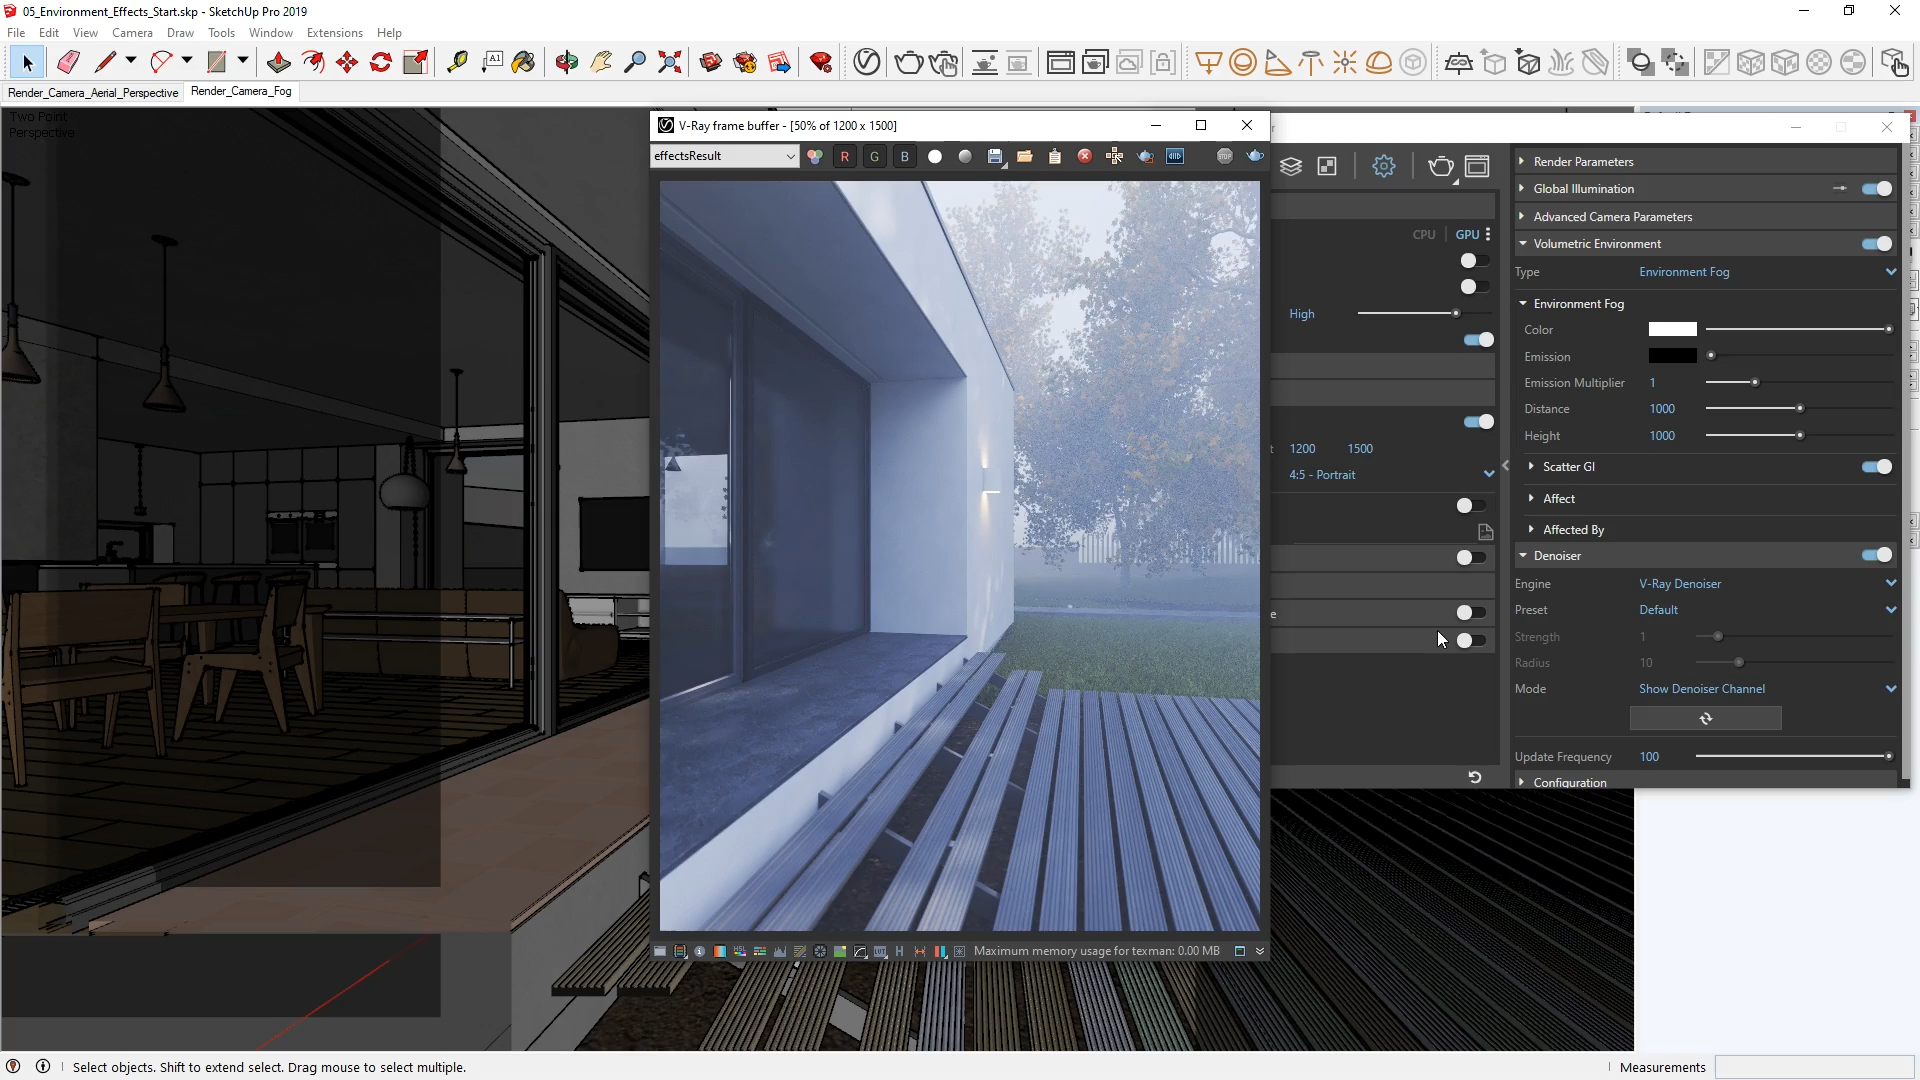 05_Environment_Effects_Start.skp - SketchUp Pro 2019
File Edit View Camera Draw Tools Window Extensions Help
A1
Render_Camera_Aerial_Perspective Render_Camera_Fog
Two Point
Perspective
V-Ray frame buffer - [50% of 1200 x 1500]
effectsResult
R G B
STOP
CPU GPU
High
1200 1500
4:5 - Portrait
Render Parameters
Global Illumination
Advanced Camera Parameters
Volumetric Environment
Type Environment Fog
Environment Fog
Color
Emission
Emission Multiplier 1
Distance 1000
Height 1000
Scatter GI
Affect
Affected By
Denoiser
Engine V-Ray Denoiser
Preset Default
Strength 1
Radius 10
Mode Show Denoiser Channel
Update Frequency 100
Configuration
HSL
LUT
H
Maximum memory usage for texman: 0.00 MB
Select objects. Shift to extend select. Drag mouse to select multiple.
Measurements